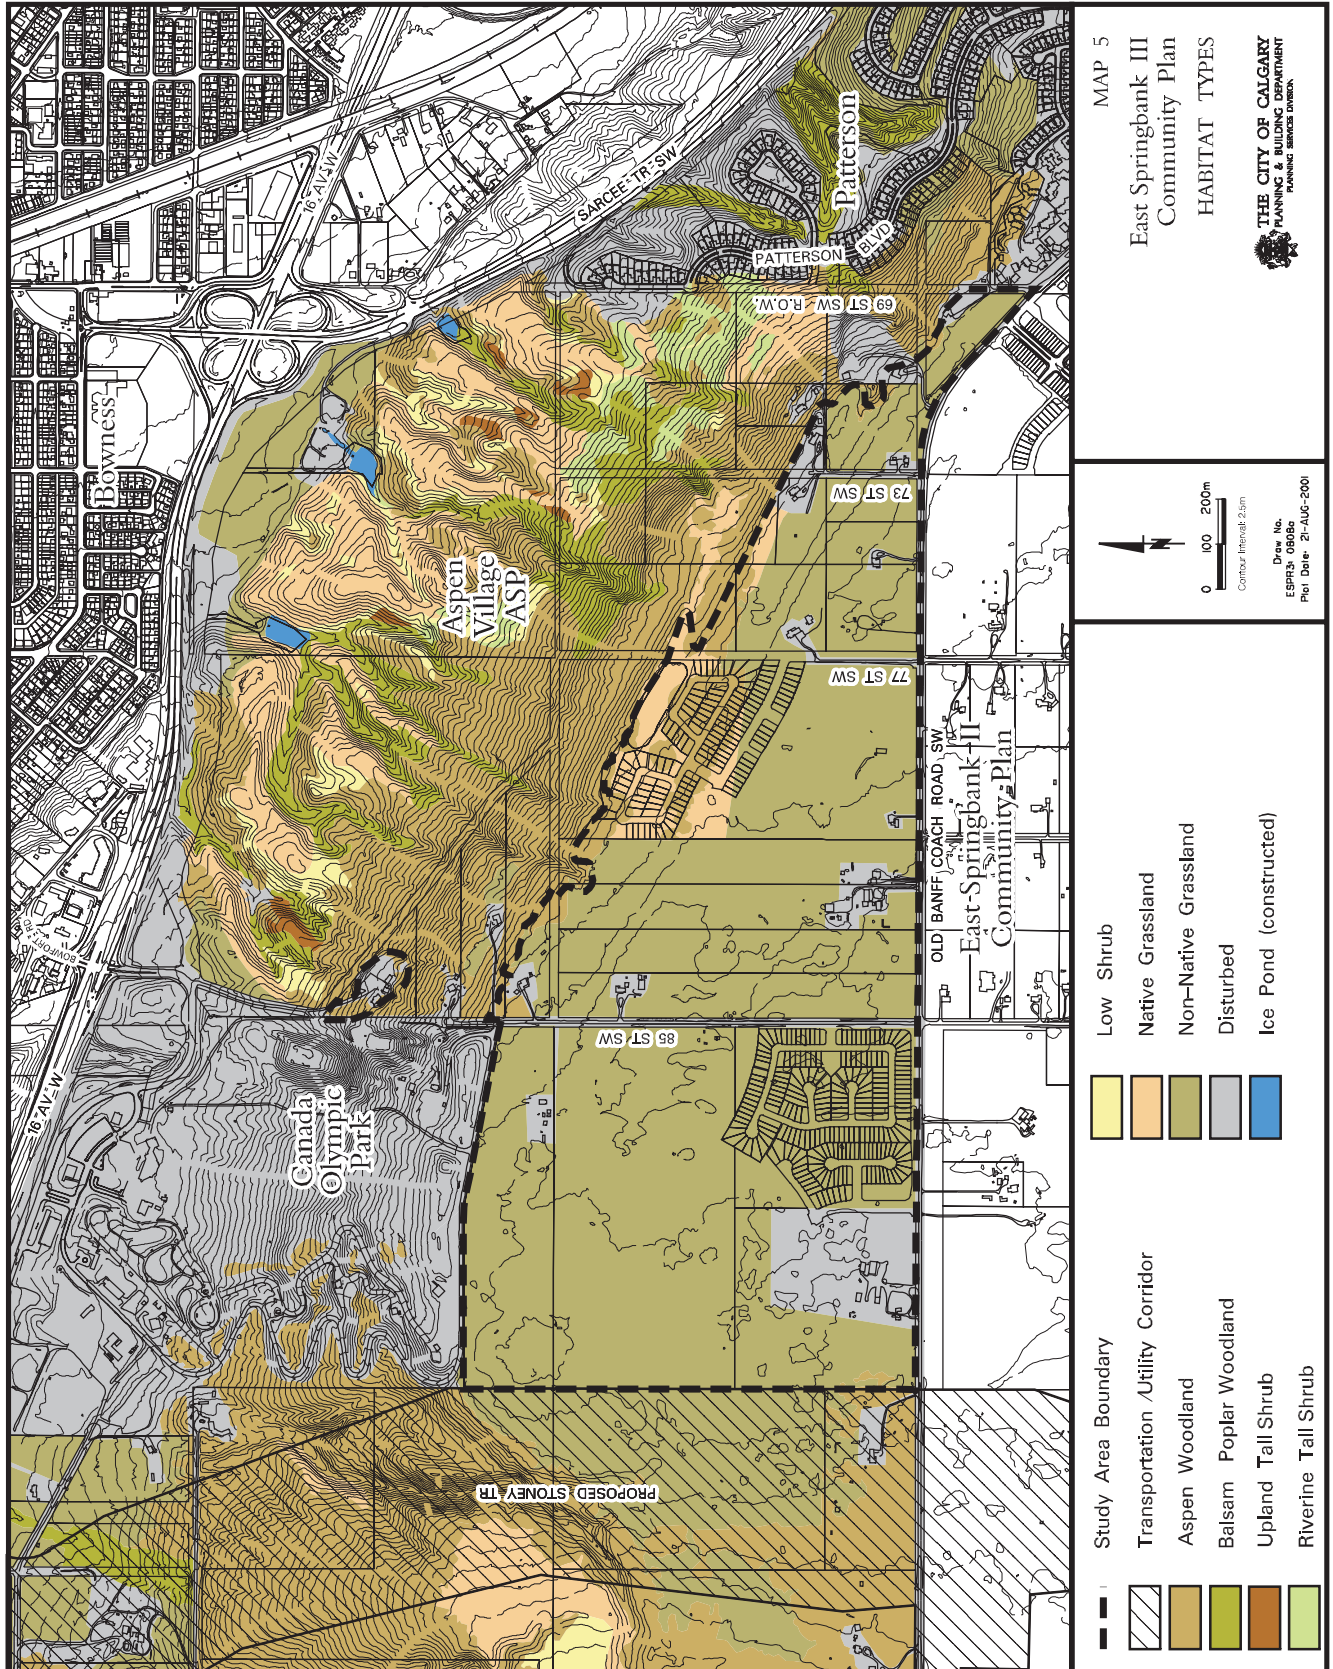 MAP 5
East Springbank III
Community Plan
HABITAT TYPES
THE CITY OF CALGARY
PLANNING & BUILDING DEPARTMENT
PLANNING SERVICES DIVISION
0 100 200m
Contour Interval: 2.5m
Draw No.
ESPR3: 0808a
Plot Date: 21-AUG-2001
Study Area Boundary
Transportation/Utility Corridor
Aspen Woodland
Balsam Poplar Woodland
Upland Tall Shrub
Riverine Tall Shrub
Low Shrub
Native Grassland
Non-Native Grassland
Disturbed
Ice Pond (constructed)
Bowness
16 AV W
SARCEE TR SW
Patterson
PATTERSON BLVD
69 ST SW R.O.W.
73 ST SW
77 ST SW
Aspen
Village
ASP
BOWFORT RD
16 AV W
Canada
Olympic
Park
85 ST SW
OLD BANFF COACH ROAD SW
East Springbank II
Community Plan
PROPOSED STONEY TR